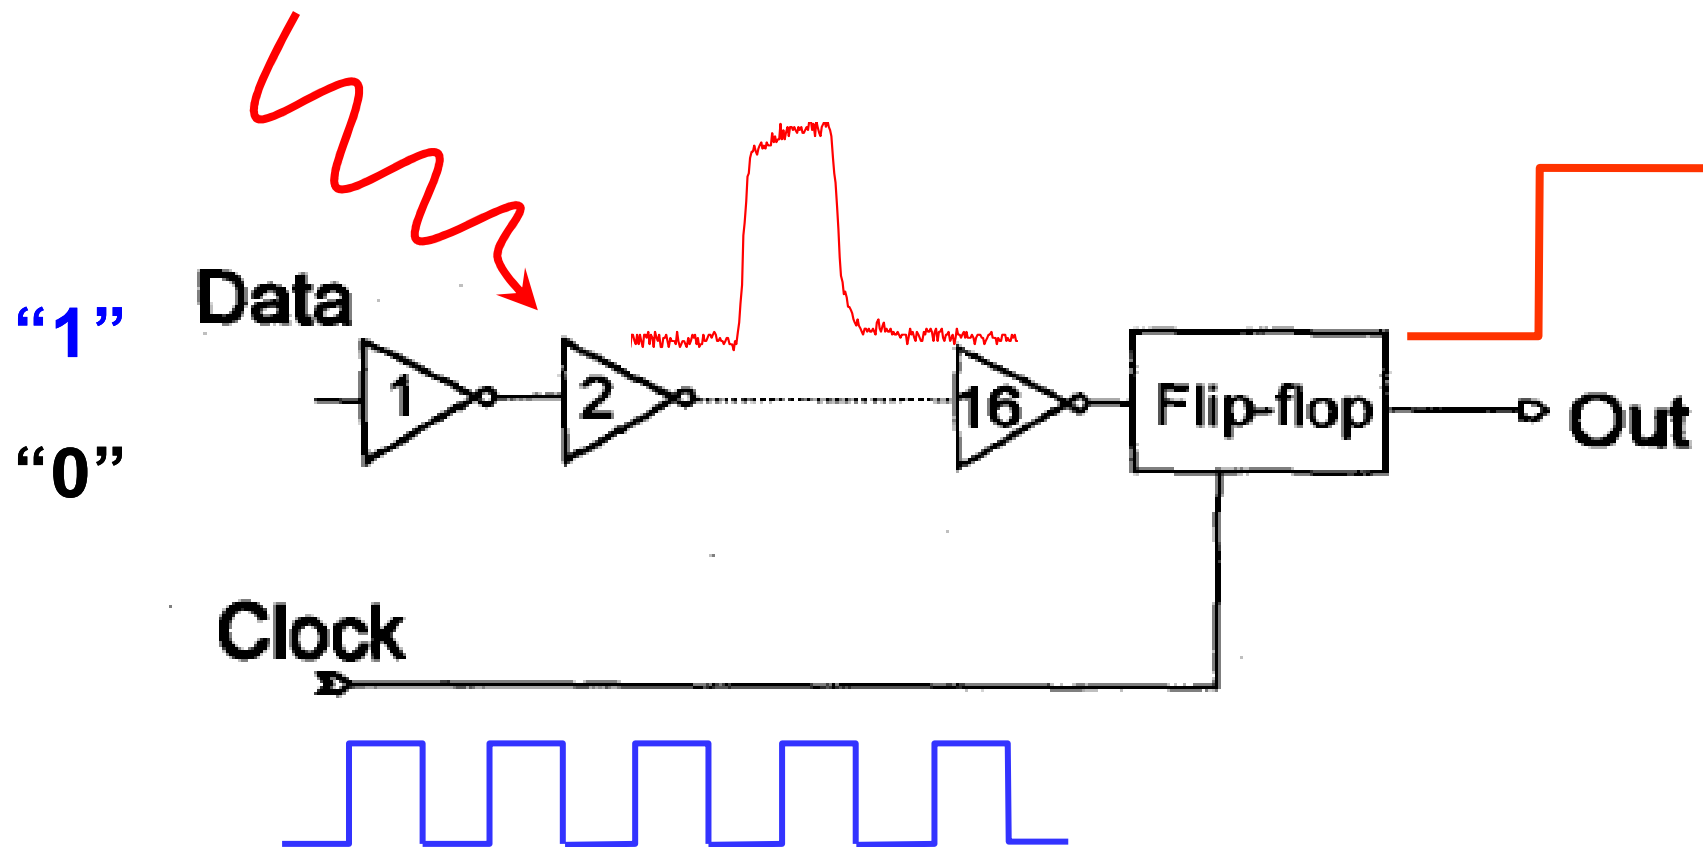 Data
“1”
1
2
16
Flip-flop
Out
“0”
Clock